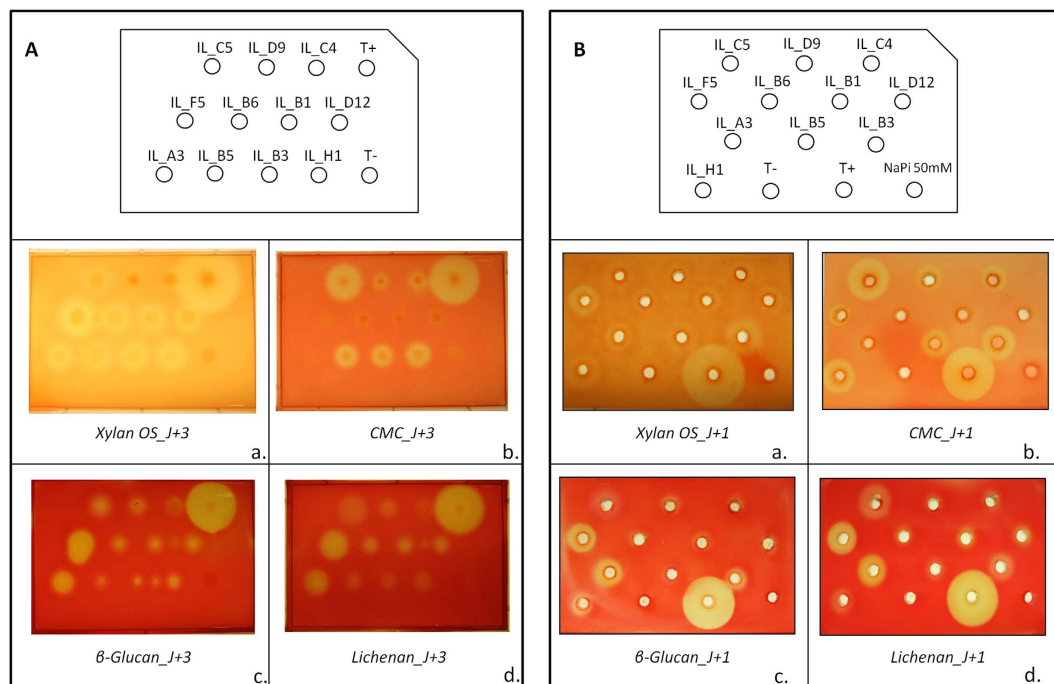 A
IL_C5 IL_D9 IL_C4 T+
IL_F5 IL_B6 IL_B1 IL_D12
IL_A3 IL_B5 IL_B3 IL_H1 T-
Xylan OS_J+3
a.
CMC_J+3
b.
β-Glucan_J+3
c.
Lichenan_J+3
d.
B
IL_C5 IL_D9 IL_C4
IL_F5 IL_B6 IL_B1 IL_D12
IL_A3 IL_B5 IL_B3
IL_H1 T- T+ NaPi 50mM
Xylan OS_J+1
a.
CMC_J+1
b.
β-Glucan_J+1
c.
Lichenan_J+1
d.